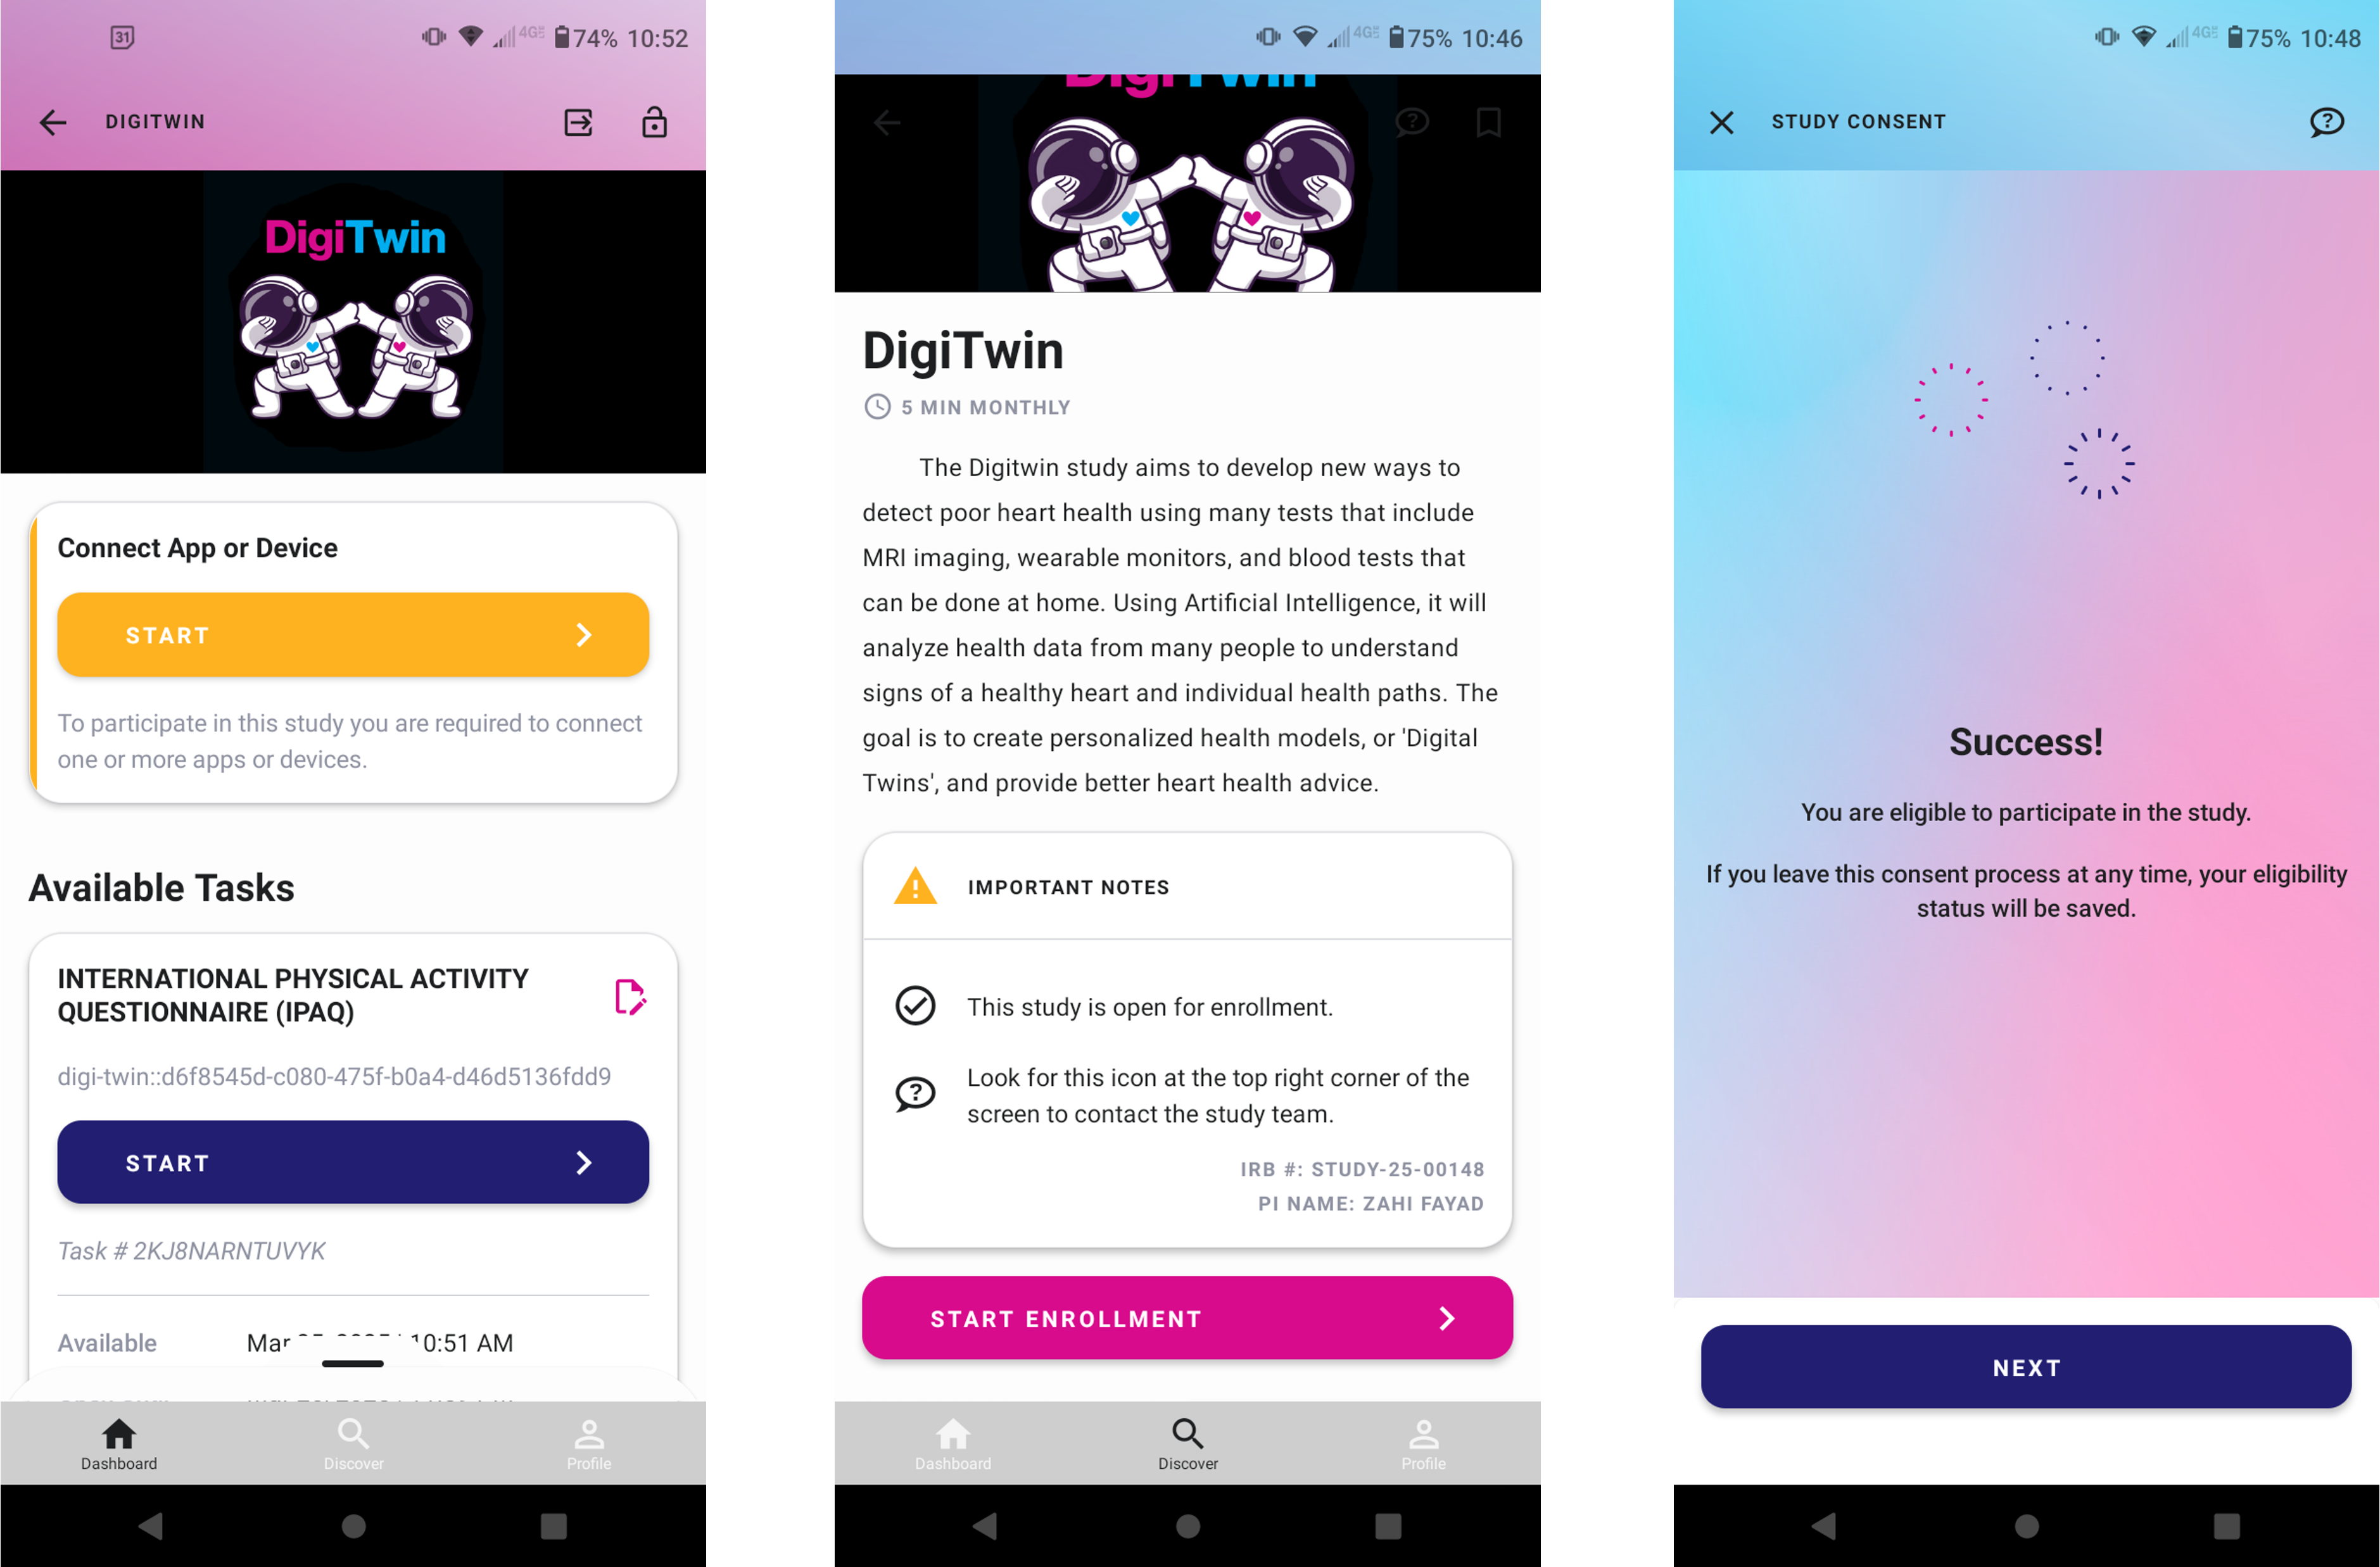 31
4G
74% 10:52
DIGITWIN
DigiTwin
Connect App or Device
START
To participate in this study you are required to connect
one or more apps or devices.
Available Tasks
INTERNATIONAL PHYSICAL ACTIVITY
QUESTIONNAIRE (IPAQ)
digi-twin::d6f8545d-c080-475f-b0a4-d46d5136fdd9
START
Task # 2KJ8NARNTUVYK
Available
Mar 10:51 AM
Dashboard
Discover
Profile
4G
75% 10:46
DigiTwin
DigiTwin
5 MIN MONTHLY
The Digitwin study aims to develop new ways to
detect poor heart health using many tests that include
MRI imaging, wearable monitors, and blood tests that
can be done at home. Using Artificial Intelligence, it will
analyze health data from many people to understand
signs of a healthy heart and individual health paths. The
goal is to create personalized health models, or 'Digital
Twins', and provide better heart health advice.
IMPORTANT NOTES
This study is open for enrollment.
Look for this icon at the top right corner of the
screen to contact the study team.
IRB #: STUDY-25-00148
PI NAME: ZAHI FAYAD
START ENROLLMENT
Dashboard
Discover
Profile
4G
75% 10:48
STUDY CONSENT
Success!
You are eligible to participate in the study.
If you leave this consent process at any time, your eligibility
status will be saved.
NEXT